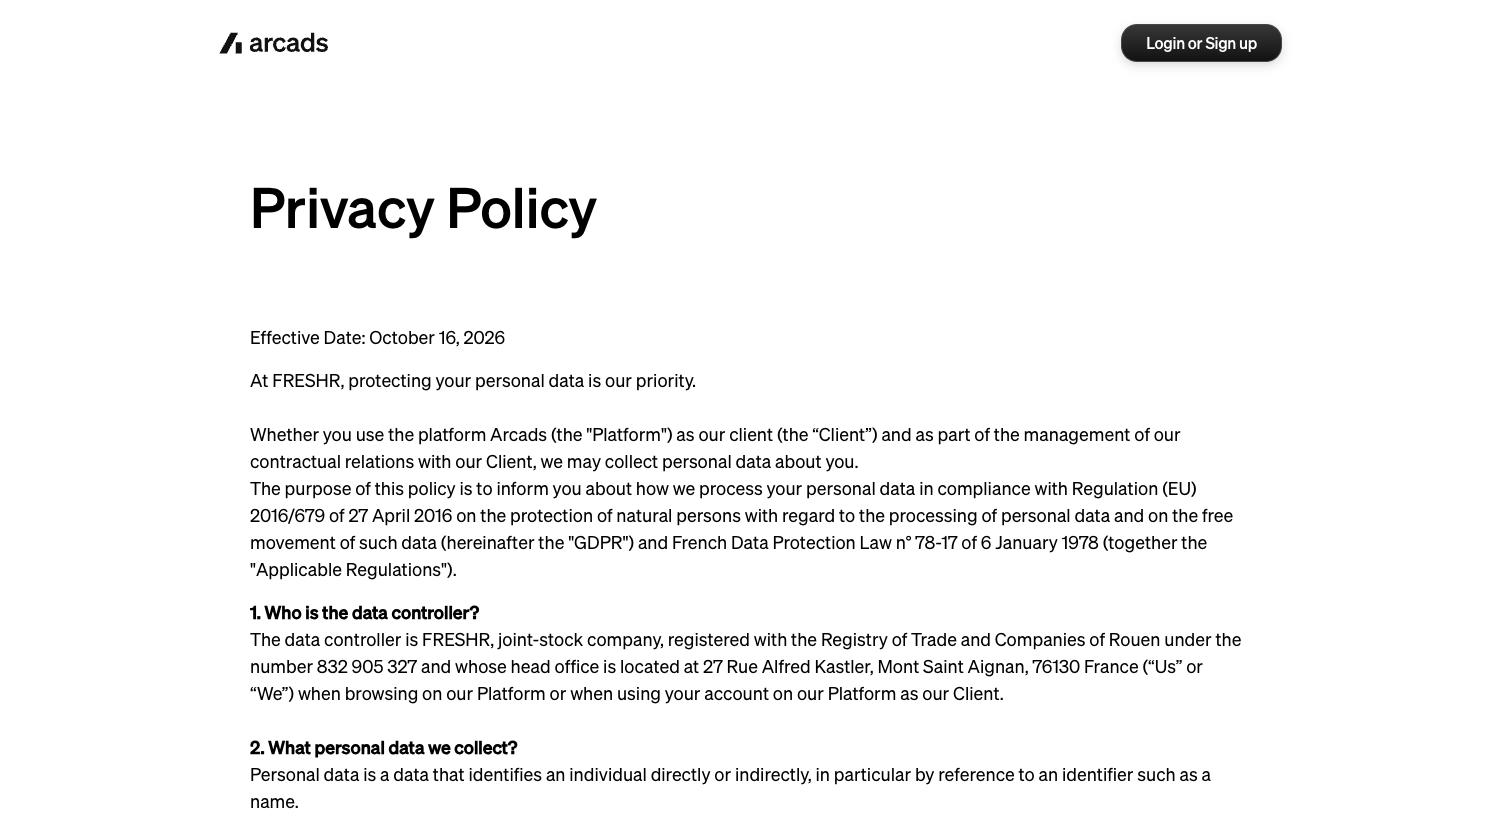 arcads
Login or Sign up
Privacy Policy
Effective Date: October 16, 2026
At FRESHR, protecting your personal data is our priority.
Whether you use the platform Arcads (the "Platform") as our client (the “Client”) and as part of the management of our
contractual relations with our Client, we may collect personal data about you.
The purpose of this policy is to inform you about how we process your personal data in compliance with Regulation (EU)
2016/679 of 27 April 2016 on the protection of natural persons with regard to the processing of personal data and on the free
movement of such data (hereinafter the "GDPR") and French Data Protection Law n° 78-17 of 6 January 1978 (together the
"Applicable Regulations").
1. Who is the data controller?
The data controller is FRESHR, joint-stock company, registered with the Registry of Trade and Companies of Rouen under the
number 832 905 327 and whose head office is located at 27 Rue Alfred Kastler, Mont Saint Aignan, 76130 France (“Us” or
“We”) when browsing on our Platform or when using your account on our Platform as our Client.
2. What personal data we collect?
Personal data is a data that identifies an individual directly or indirectly, in particular by reference to an identifier such as a
name.